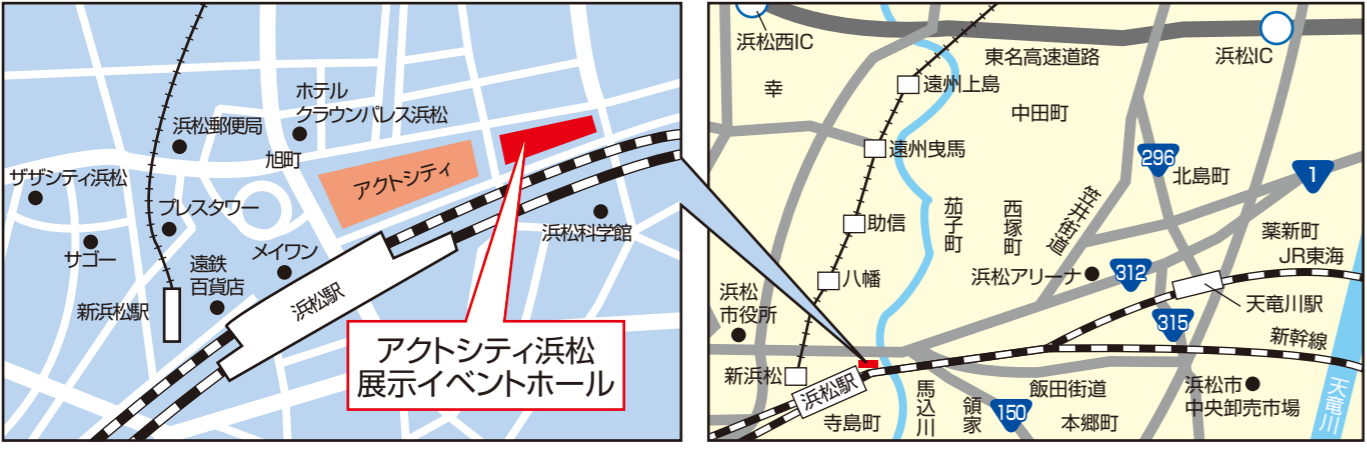 ホテル
クラウンパレス浜松
浜松郵便局
旭町
アクトシティ
ザザシティ浜松
プレスタワー
サゴー
メイワン
遠鉄
百貨店
新浜松駅
浜松駅
浜松科学館
アクトシティ浜松
展示イベントホール
浜松西IC
東名高速道路
浜松IC
幸
遠州上島
中田町
遠州曳馬
296
北島町
1
助信
茄子町
西塚町
笠井街道
薬新町
JR東海
八幡
浜松アリーナ
312
浜松
市役所
天竜川駅
315
新幹線
新浜松
浜松駅
寺島町
馬込川
領家
150
飯田街道
本郷町
浜松市
中央卸売市場
天竜川